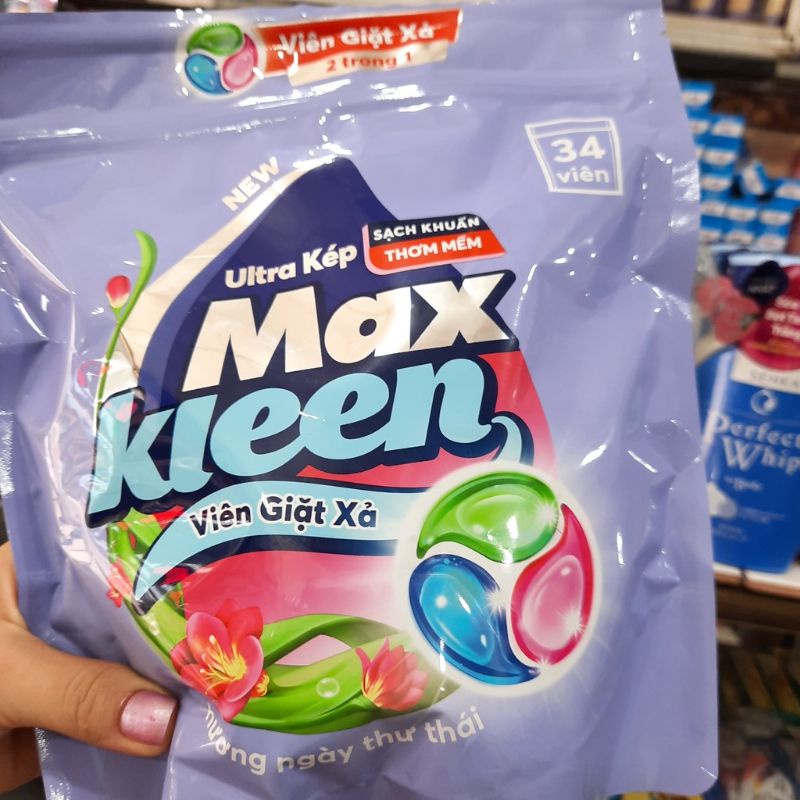 Viên Giặt Xả
2 trong 1
34
viên
NEW
Ultra Kép
SẠCH KHUẨN
THƠM MỀM
Max
kleen
Viên Giặt Xả
hương ngày thư thái
Perfect
Whip